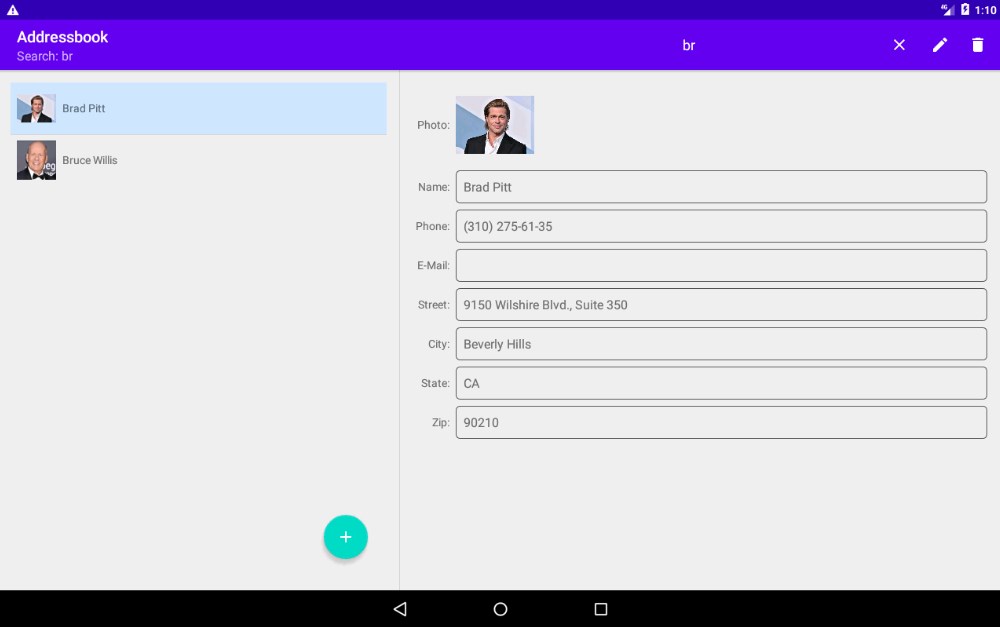 4G
1:10
Addressbook
Search: br
br
Brad Pitt
Bruce Willis
Photo:
Name: Brad Pitt
Phone: (310) 275-61-35
E-Mail:
Street: 9150 Wilshire Blvd., Suite 350
City: Beverly Hills
State: CA
Zip: 90210